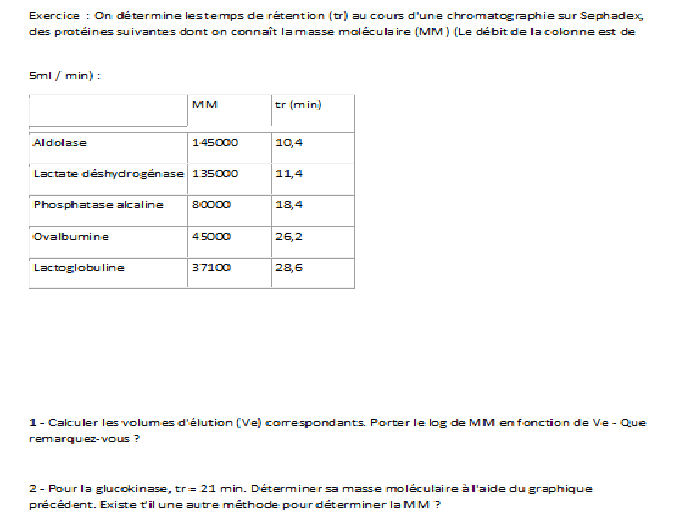 Exercice : On détermine les temps de rétention (tr) au cours d'une chromatographie sur Sephadex,
des protéines suivantes dont on connaît la masse moléculaire (MM) (Le débit de la colonne est de
5ml / min) :
MM tr (min)
Aldolase 145000 10,4
Lactate déshydrogénase 135000 11,4
Phosphatase alcaline 80000 18,4
Ovalbumine 45000 26,2
Lactoglobuline 37100 28,6
1 - Calculer les volumes d'élution (Ve) correspondants. Porter le log de MM en fonction de Ve - Que
remarquez-vous ?
2 - Pour la glucokinase, tr = 21 min. Déterminer sa masse moléculaire à l'aide du graphique
précédent. Existe t'il une autre méthode pour déterminer la MM ?